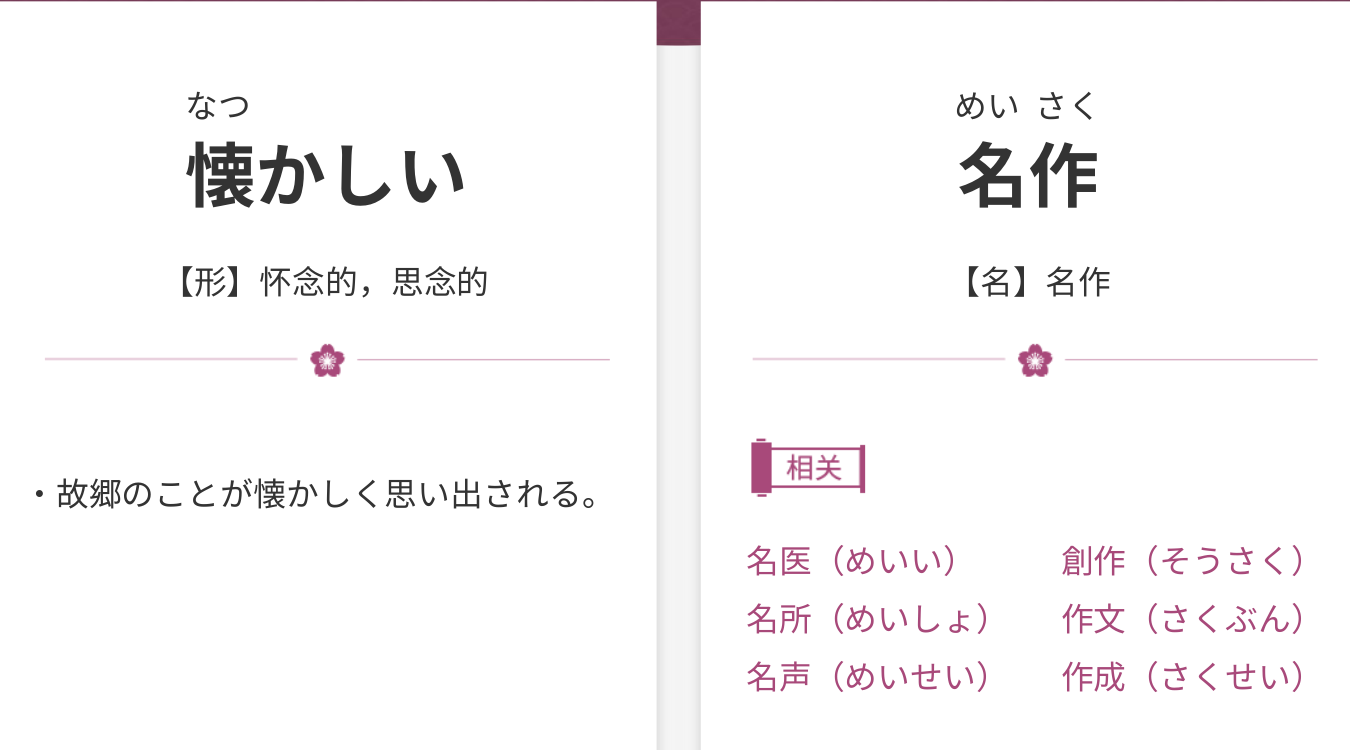 なつ
懐かしい
【形】怀念的，思念的
・故郷のことが懐かしく思い出される。
めい さく
名作
【名】名作
相关
名医（めいい） 創作（そうさく）
名所（めいしょ） 作文（さくぶん）
名声（めいせい） 作成（さくせい）